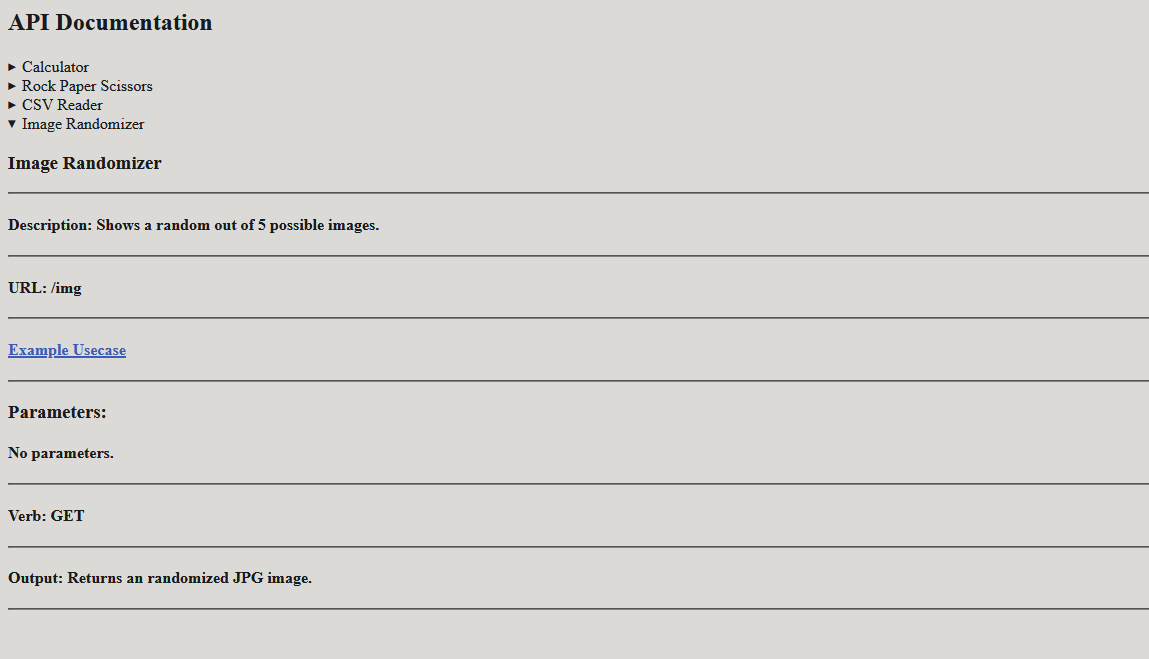 API Documentation
Calculator
Rock Paper Scissors
CSV Reader
Image Randomizer
Image Randomizer
Description: Shows a random out of 5 possible images.
URL: /img
Example Usecase
Parameters:
No parameters.
Verb: GET
Output: Returns an randomized JPG image.